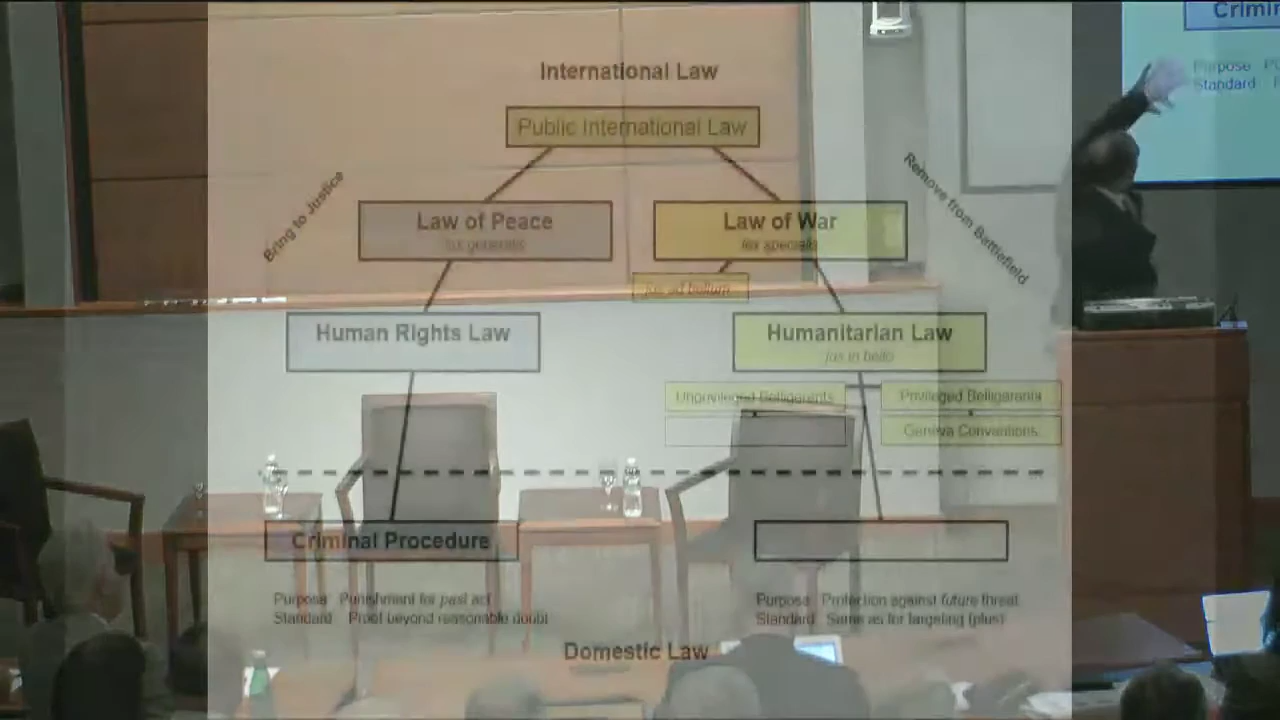 International Law
Public International Law
Bring to Justice
Remove from Battlefield
Law of Peace
lex generalis
Law of War
lex specialis
jus ad bellum
Human Rights Law
Humanitarian Law
jus in bello
Unprivileged Belligerents
Privileged Belligerents
Geneva Conventions
Criminal Procedure
Purpose Punishment for past act
Standard Proof beyond reasonable doubt
Purpose Protection against future threat
Standard Same as for targeting (plus)
Domestic Law
Purpose
Standard